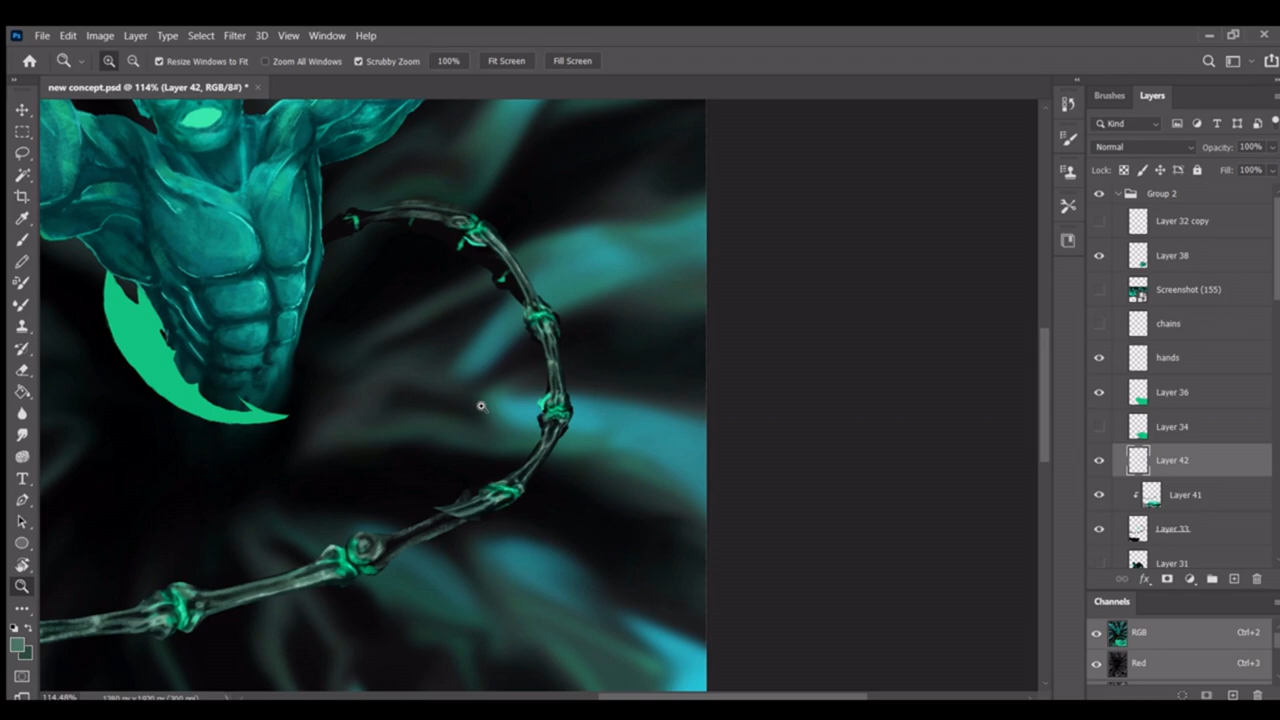 Ps File Edit Image Layer Type Select Filter 3D View Window Help
Resize Windows to Fit Zoom All Windows Scrubby Zoom 100% Fit Screen Fill Screen
new concept.psd @ 114% (Layer 42, RGB/8#) *
Brushes Layers
Kind
Normal Opacity: 100%
Lock: Fill: 100%
Group 2
Layer 32 copy
Layer 38
Screenshot (155)
chains
hands
Layer 36
Layer 34
Layer 42
Layer 41
Layer 33
Layer 31
fx
Channels
RGB Ctrl+2
Red Ctrl+3
114.48%